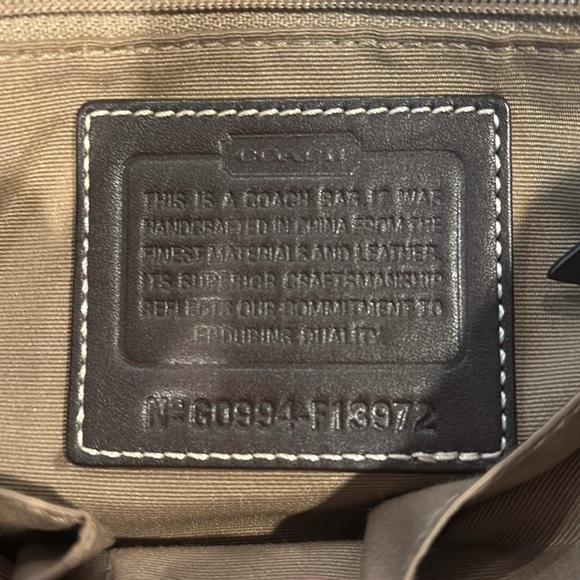 COACH
THIS IS A COACH BAG. IT WAS
HANDCRAFTED IN CHINA FROM THE
FINEST MATERIALS AND LEATHER.
ITS SUPERIOR CRAFTSMANSHIP
REFLECTS OUR COMMITMENT TO
ENDURING QUALITY.
Nº G0994-F13972